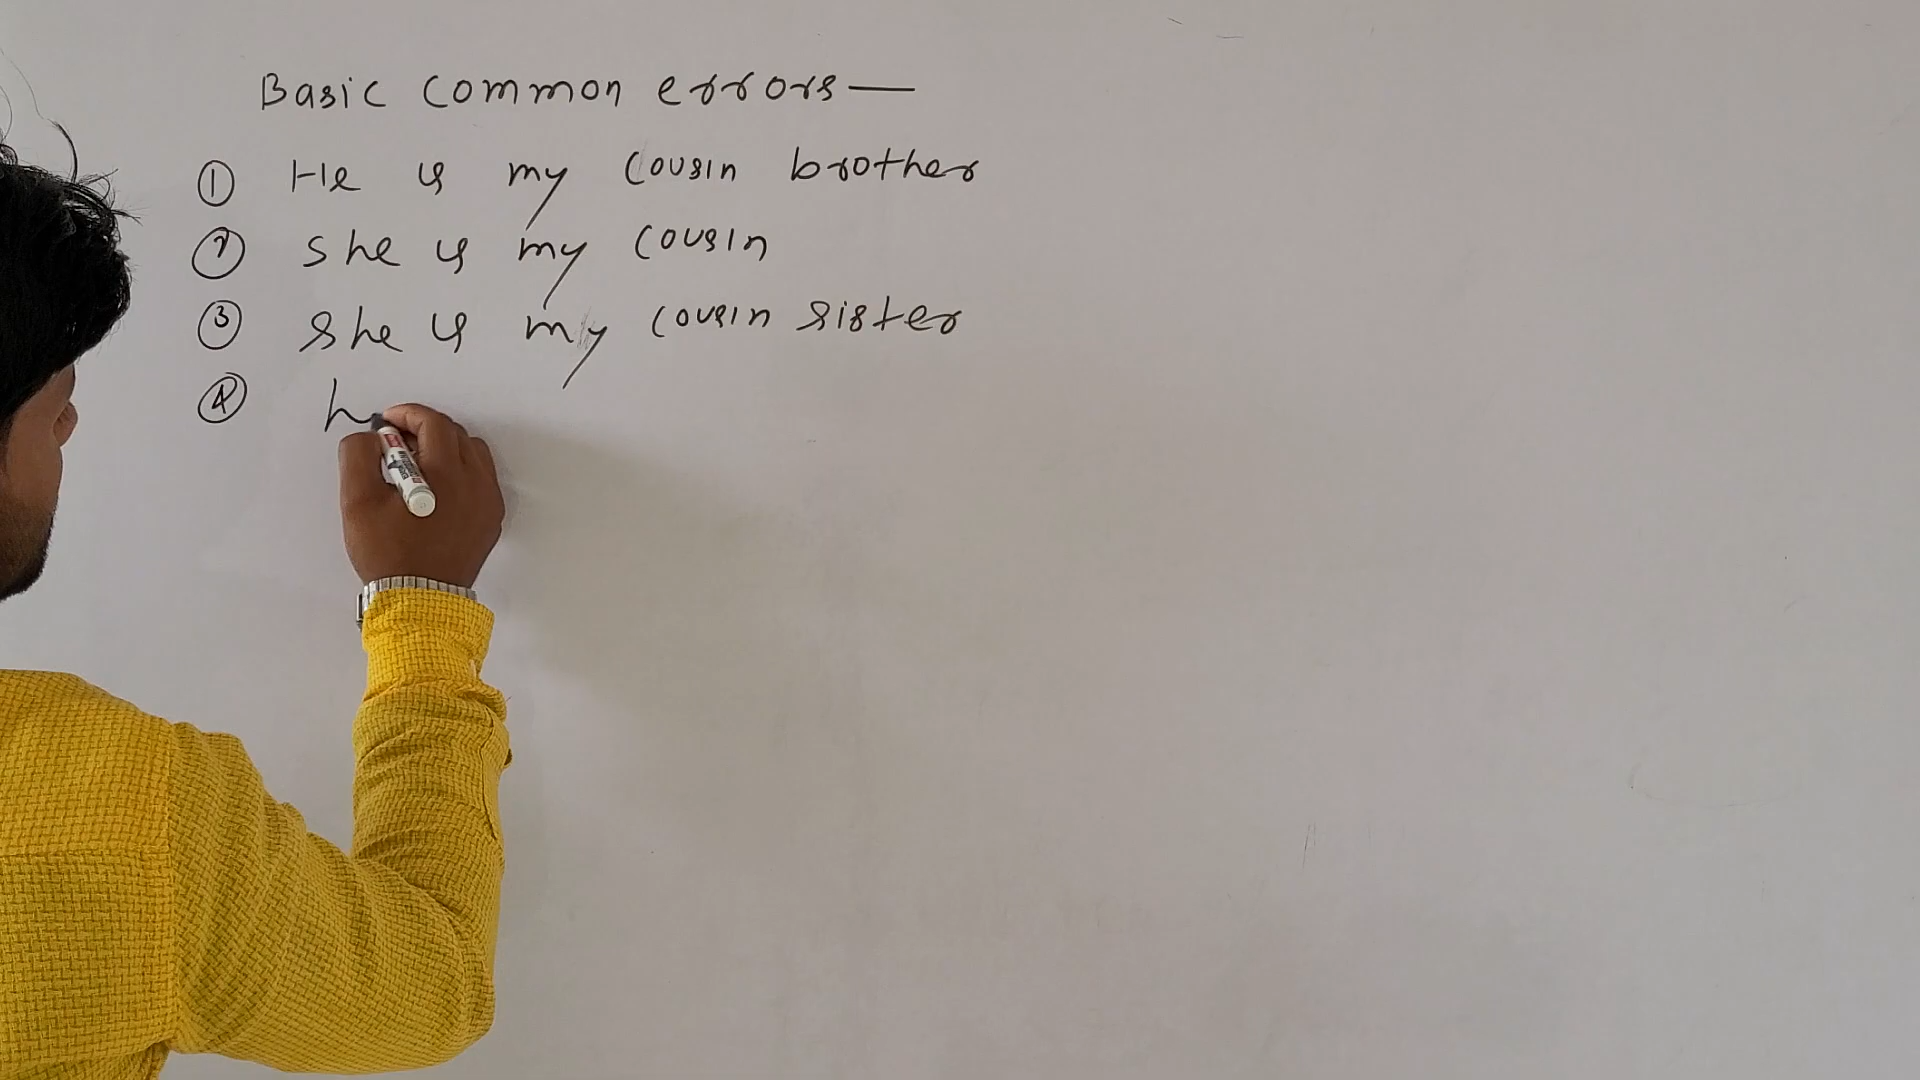 Basic common errors —
① He is my cousin brother
② she is my cousin
③ She is my cousin sister
④ h